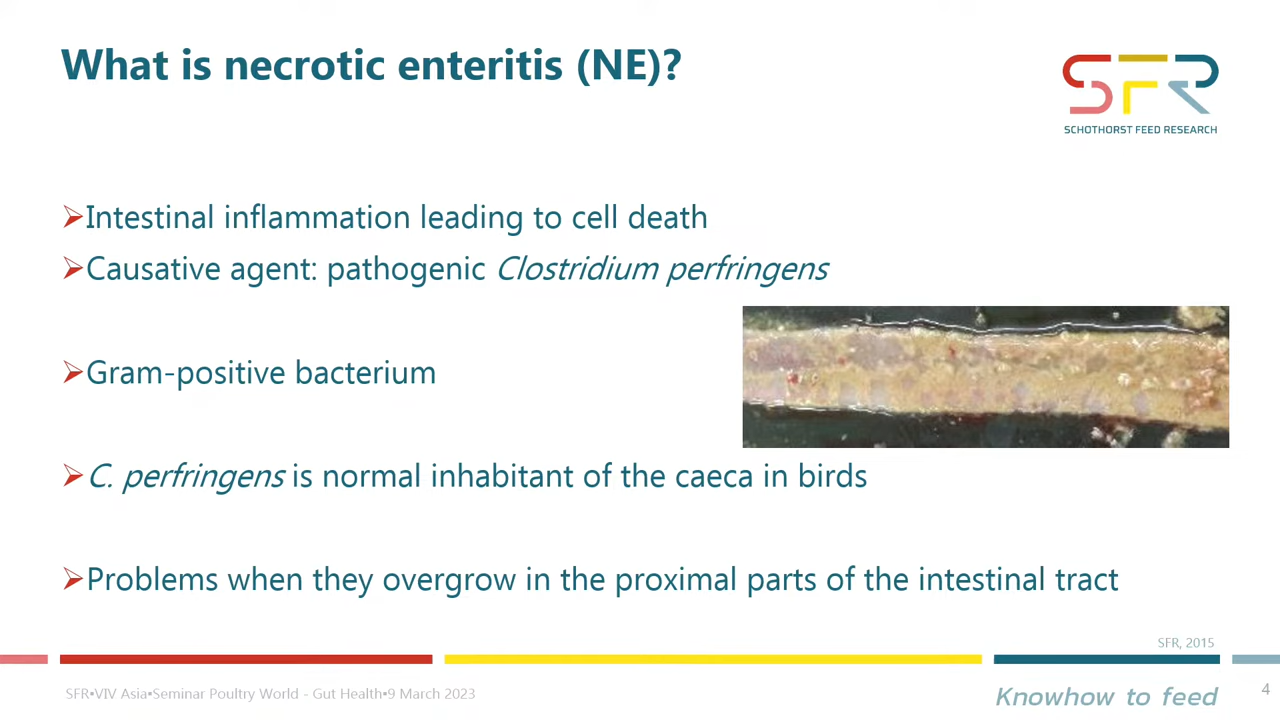 What is necrotic enteritis (NE)?
SFR
SCHOTHORST FEED RESEARCH
➢Intestinal inflammation leading to cell death
➢Causative agent: pathogenic Clostridium perfringens
➢Gram-positive bacterium
➢C. perfringens is normal inhabitant of the caeca in birds
➢Problems when they overgrow in the proximal parts of the intestinal tract
SFR, 2015
SFR▪VIV Asia▪Seminar Poultry World - Gut Health▪9 March 2023
Knowhow to feed
4